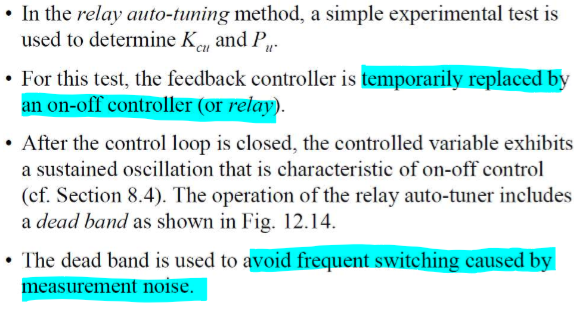 • In the relay auto-tuning method, a simple experimental test is
used to determine K_cu and P_u.
• For this test, the feedback controller is temporarily replaced by
an on-off controller (or relay).
• After the control loop is closed, the controlled variable exhibits
a sustained oscillation that is characteristic of on-off control
(cf. Section 8.4). The operation of the relay auto-tuner includes
a dead band as shown in Fig. 12.14.
• The dead band is used to avoid frequent switching caused by
measurement noise.